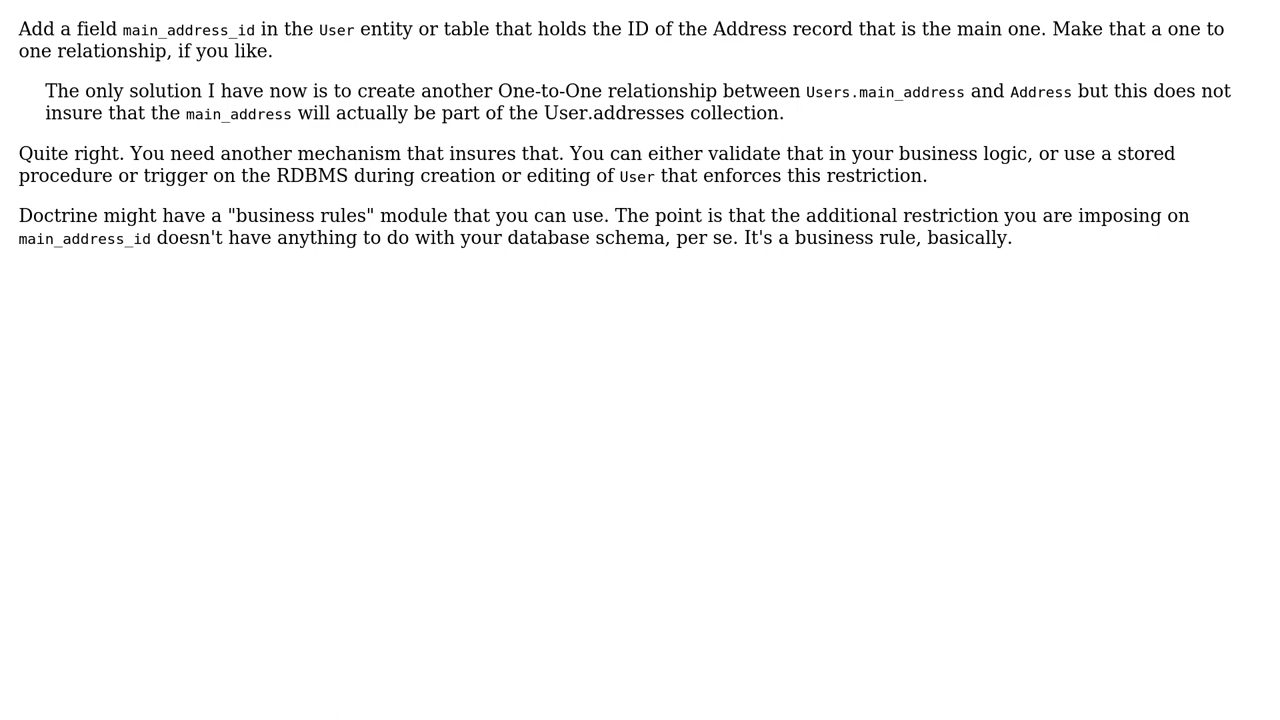 Add a field main_address_id in the User entity or table that holds the ID of the Address record that is the main one. Make that a one to
one relationship, if you like.
The only solution I have now is to create another One-to-One relationship between Users.main_address and Address but this does not
insure that the main_address will actually be part of the User.addresses collection.
Quite right. You need another mechanism that insures that. You can either validate that in your business logic, or use a stored
procedure or trigger on the RDBMS during creation or editing of User that enforces this restriction.
Doctrine might have a "business rules" module that you can use. The point is that the additional restriction you are imposing on
main_address_id doesn't have anything to do with your database schema, per se. It's a business rule, basically.